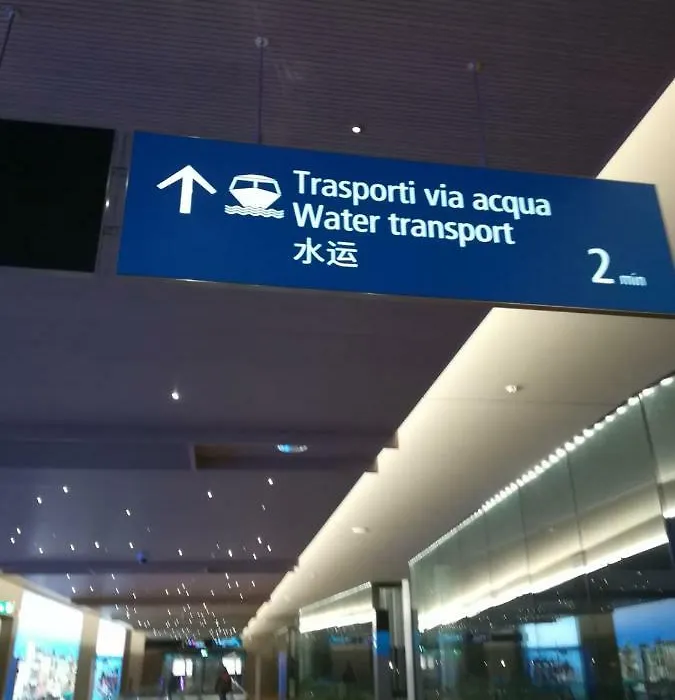 Trasporti via acqua
Water transport
水运
2 min